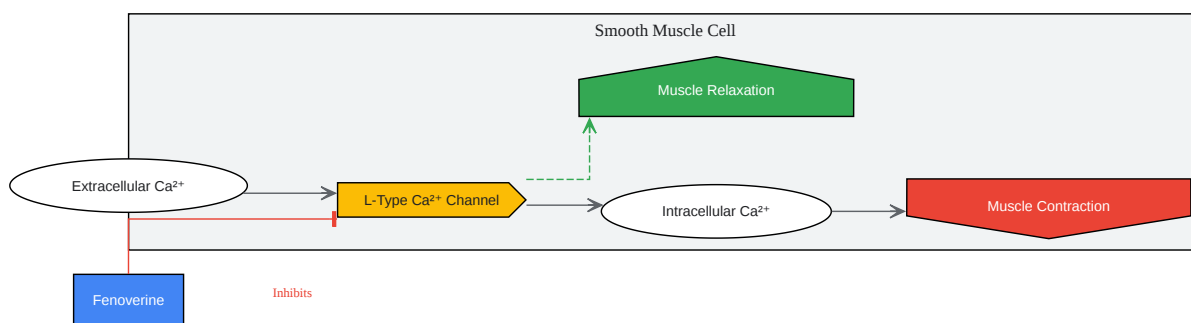 Smooth Muscle Cell
Muscle Relaxation
Extracellular Ca²⁺
L-Type Ca²⁺ Channel
Intracellular Ca²⁺
Muscle Contraction
Fenoverine
Inhibits